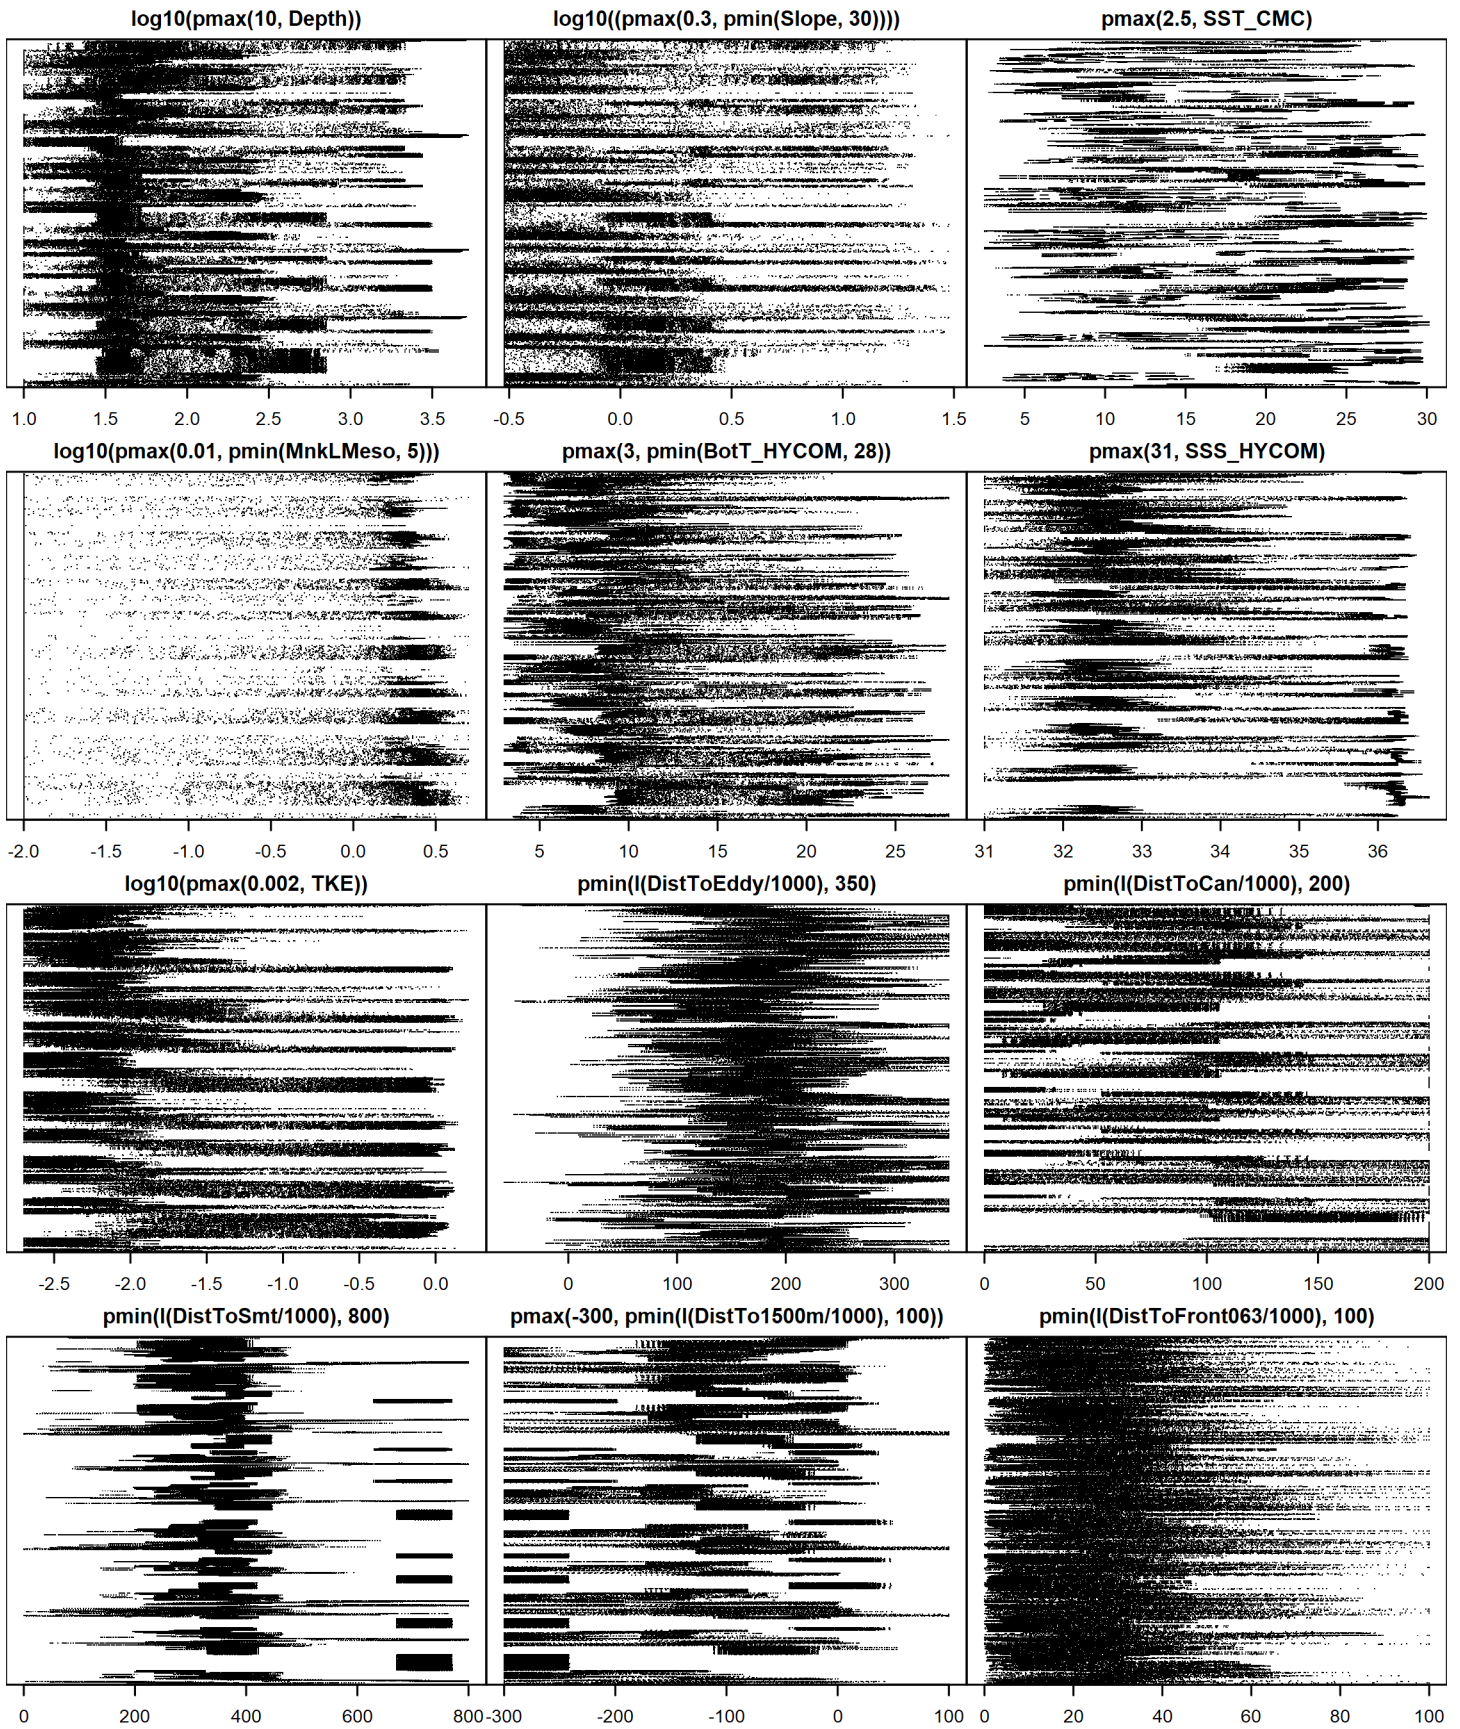 log10(pmax(10, Depth))
log10((pmax(0.3, pmin(Slope, 30))))
pmax(2.5, SST_CMC)
1.0 1.5 2.0 2.5 3.0 3.5
-0.5 0.0 0.5 1.0 1.5
5 10 15 20 25 30
log10(pmax(0.01, pmin(MnkLMeso, 5)))
pmax(3, pmin(BotT_HYCOM, 28))
pmax(31, SSS_HYCOM)
-2.0 -1.5 -1.0 -0.5 0.0 0.5
5 10 15 20 25
31 32 33 34 35 36
log10(pmax(0.002, TKE))
pmin(I(DistToEddy/1000), 350)
pmin(I(DistToCan/1000), 200)
-2.5 -2.0 -1.5 -1.0 -0.5 0.0
0 100 200 300
0 50 100 150 200
pmin(I(DistToSmt/1000), 800)
pmax(-300, pmin(I(DistTo1500m/1000), 100))
pmin(I(DistToFront063/1000), 100)
0 200 400 600 800
-300 -200 -100 0 100
0 20 40 60 80 100